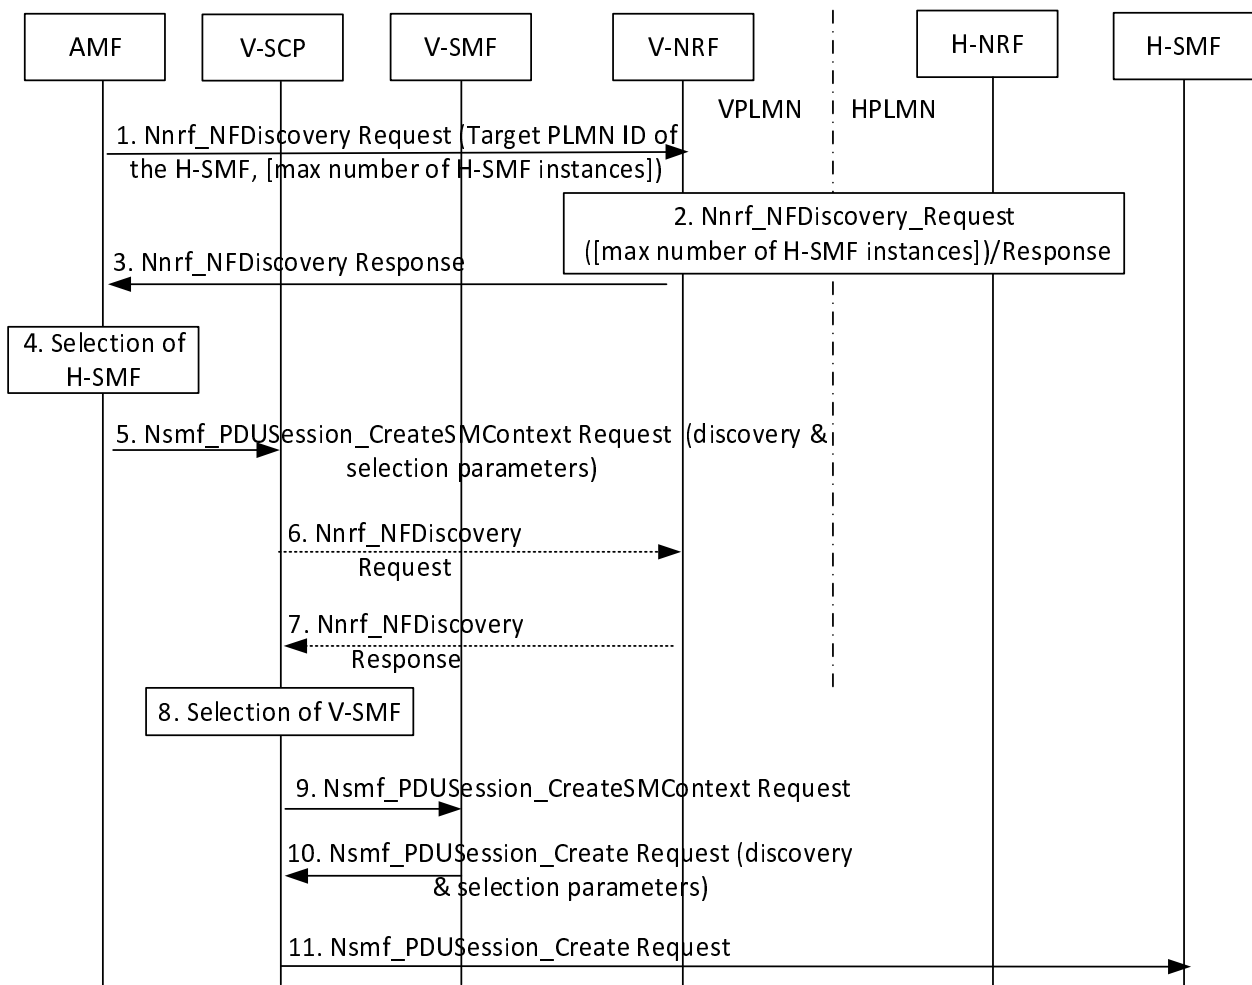 AMF
V-SCP
V-SMF
V-NRF
H-NRF
H-SMF
VPLMN
HPLMN
1. Nnrf_NFDiscovery Request (Target PLMN ID of
the H-SMF, [max number of H-SMF instances])
2. Nnrf_NFDiscovery_Request
([max number of H-SMF instances])/Response
3. Nnrf_NFDiscovery Response
4. Selection of
H-SMF
5. Nsmf_PDUSession_CreateSMContext Request (discovery &
selection parameters)
6. Nnrf_NFDiscovery
Request
7. Nnrf_NFDiscovery
Response
8. Selection of V-SMF
9. Nsmf_PDUSession_CreateSMContext Request
10. Nsmf_PDUSession_Create Request (discovery
& selection parameters)
11. Nsmf_PDUSession_Create Request